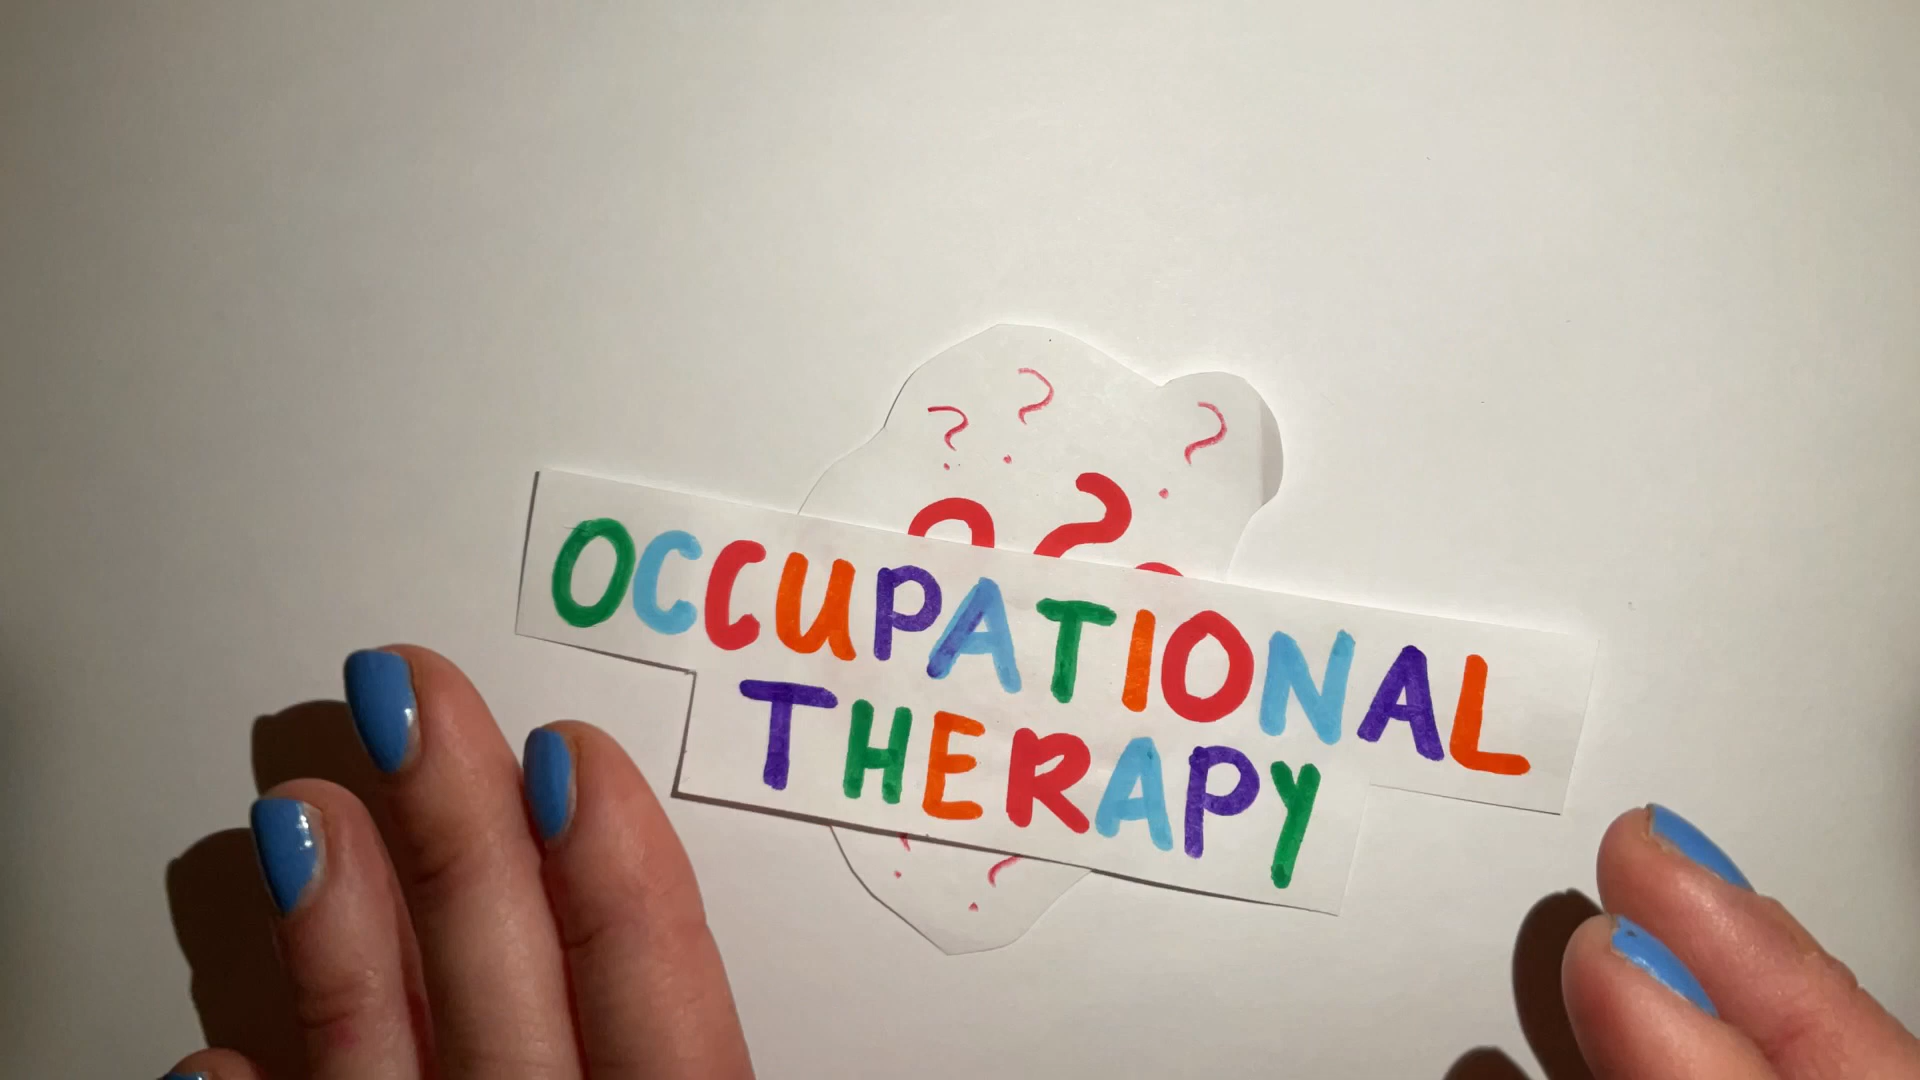 ? ? ?
?
OCCUPATIONAL
THERAPY